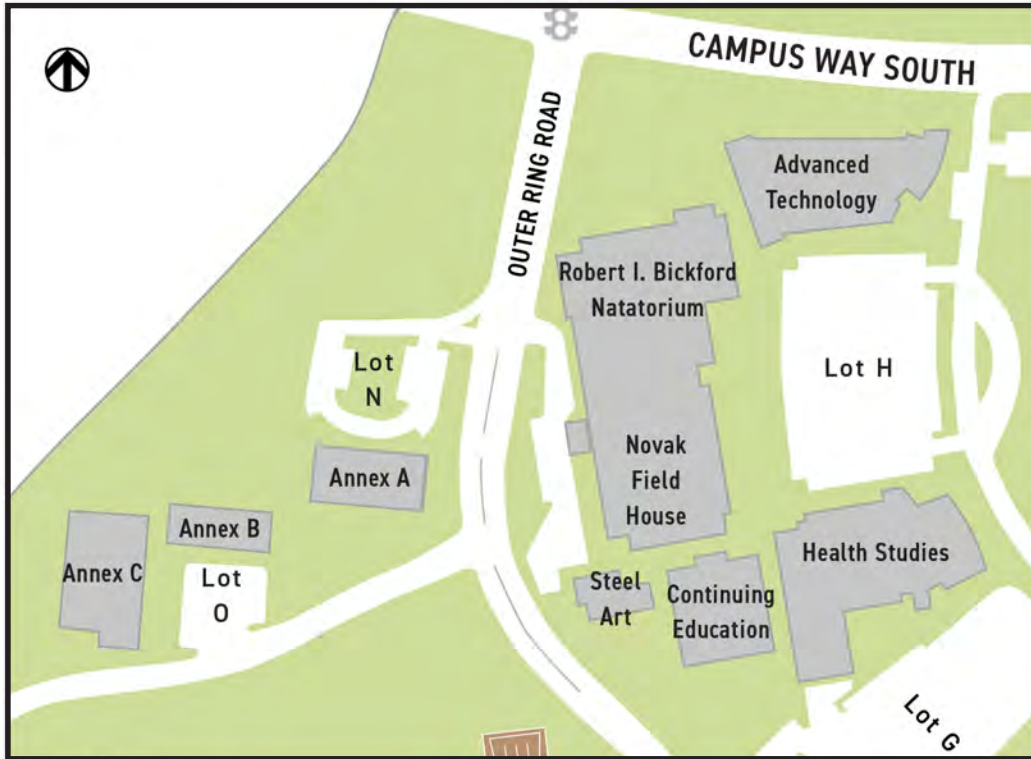 CAMPUS WAY SOUTH
OUTER RING ROAD
Advanced
Technology
Robert I. Bickford
Natatorium
Lot
N
Lot H
Novak
Field
House
Annex A
Annex B
Annex C
Lot
O
Health Studies
Steel
Art
Continuing
Education
Lot G